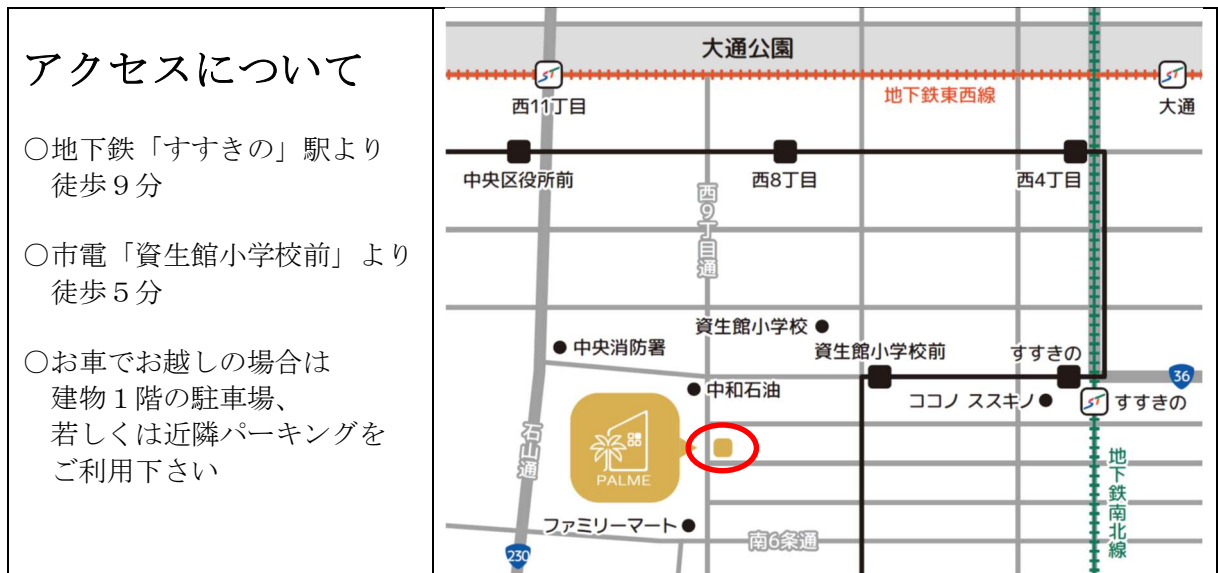 アクセスについて
○地下鉄「すすきの」駅より
徒歩９分
○市電「資生館小学校前」より
徒歩５分
○お車でお越しの場合は
建物１階の駐車場、
若しくは近隣パーキングを
ご利用下さい
大通公園
ST
ST
地下鉄東西線
西11丁目
大通
中央区役所前
西8丁目
西4丁目
西9丁目通
資生館小学校
中央消防署
資生館小学校前
すすきの
36
中和石油
ココノ ススキノ
ST
すすきの
石山通
PALME
地下鉄南北線
ファミリーマート
南6条通
230